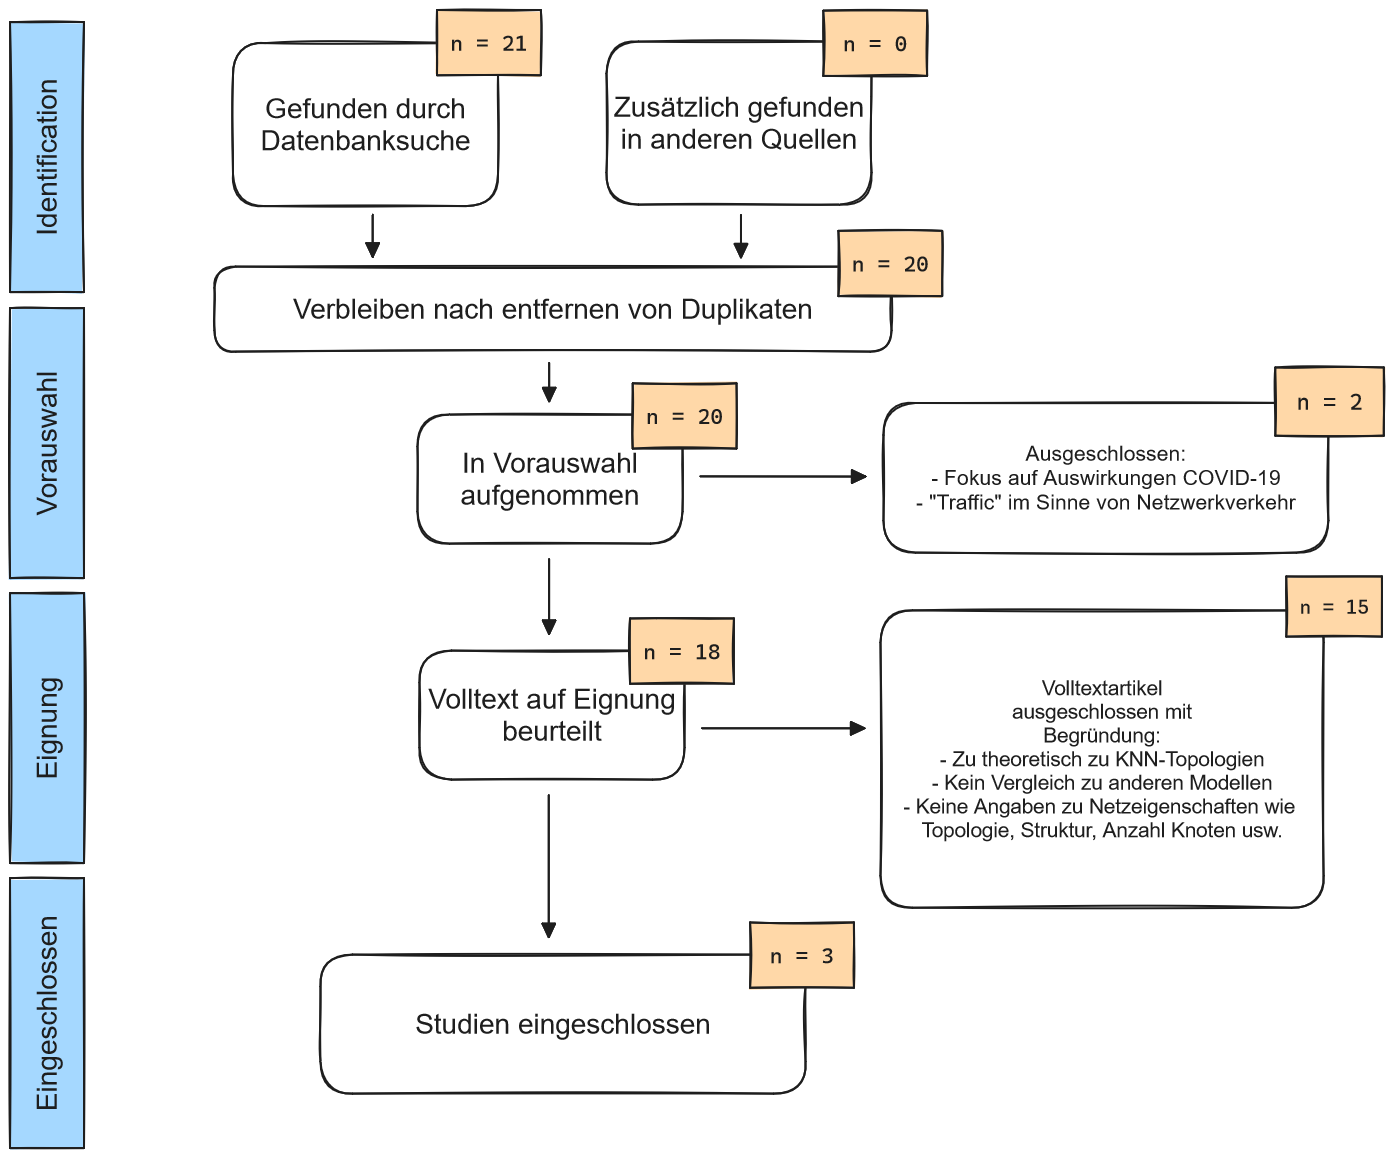 Identification
n = 21
Gefunden durch
Datenbanksuche
n = 0
Zusätzlich gefunden
in anderen Quellen
n = 20
Verbleiben nach entfernen von Duplikaten
Vorauswahl
n = 20
In Vorauswahl
aufgenommen
n = 2
Ausgeschlossen:
- Fokus auf Auswirkungen COVID-19
- "Traffic" im Sinne von Netzwerkverkehr
Eignung
n = 18
Volltext auf Eignung
beurteilt
n = 15
Volltextartikel
ausgeschlossen mit
Begründung:
- Zu theoretisch zu KNN-Topologien
- Kein Vergleich zu anderen Modellen
- Keine Angaben zu Netzeigenschaften wie
Topologie, Struktur, Anzahl Knoten usw.
Eingeschlossen
n = 3
Studien eingeschlossen